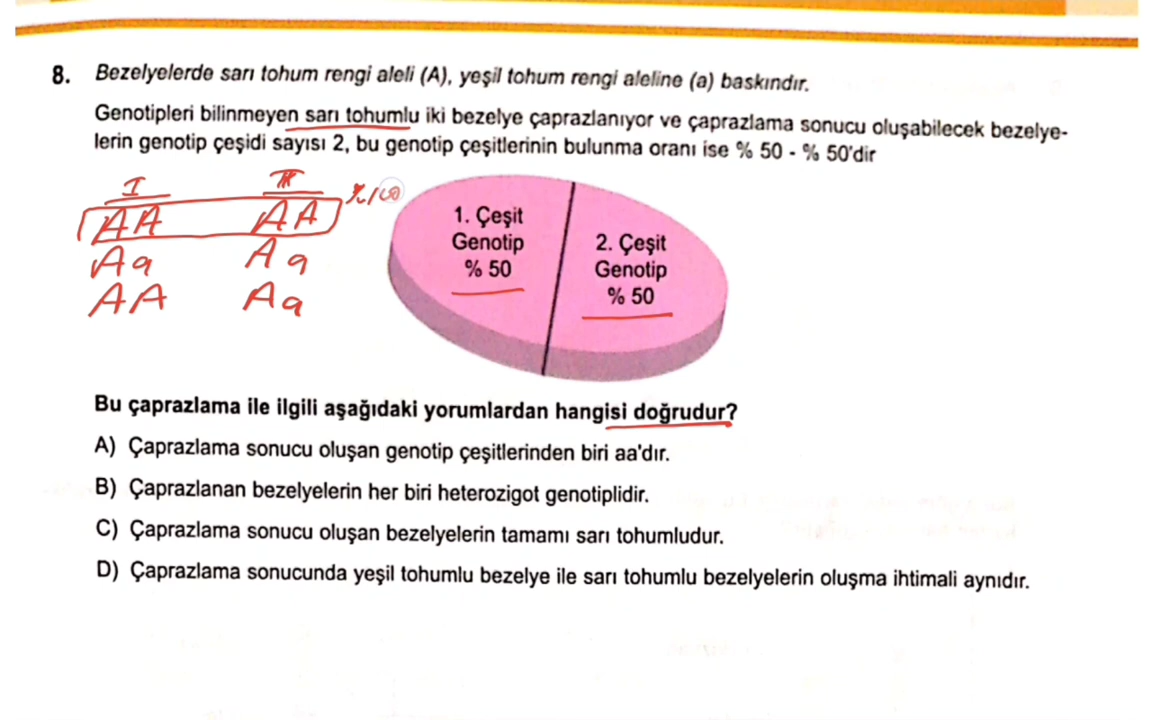 8. Bezelyelerde sarı tohum rengi aleli (A), yeşil tohum rengi aleline (a) baskındır.
Genotipleri bilinmeyen sarı tohumlu iki bezelye çaprazlanıyor ve çaprazlama sonucu oluşabilecek bezelye-
lerin genotip çeşidi sayısı 2, bu genotip çeşitlerinin bulunma oranı ise % 50 - % 50'dir
I II
AA AA %100
Aa Aa
AA Aa
1. Çeşit
Genotip
% 50
2. Çeşit
Genotip
% 50
Bu çaprazlama ile ilgili aşağıdaki yorumlardan hangisi doğrudur?
A) Çaprazlama sonucu oluşan genotip çeşitlerinden biri aa'dır.
B) Çaprazlanan bezelyelerin her biri heterozigot genotiplidir.
C) Çaprazlama sonucu oluşan bezelyelerin tamamı sarı tohumludur.
D) Çaprazlama sonucunda yeşil tohumlu bezelye ile sarı tohumlu bezelyelerin oluşma ihtimali aynıdır.